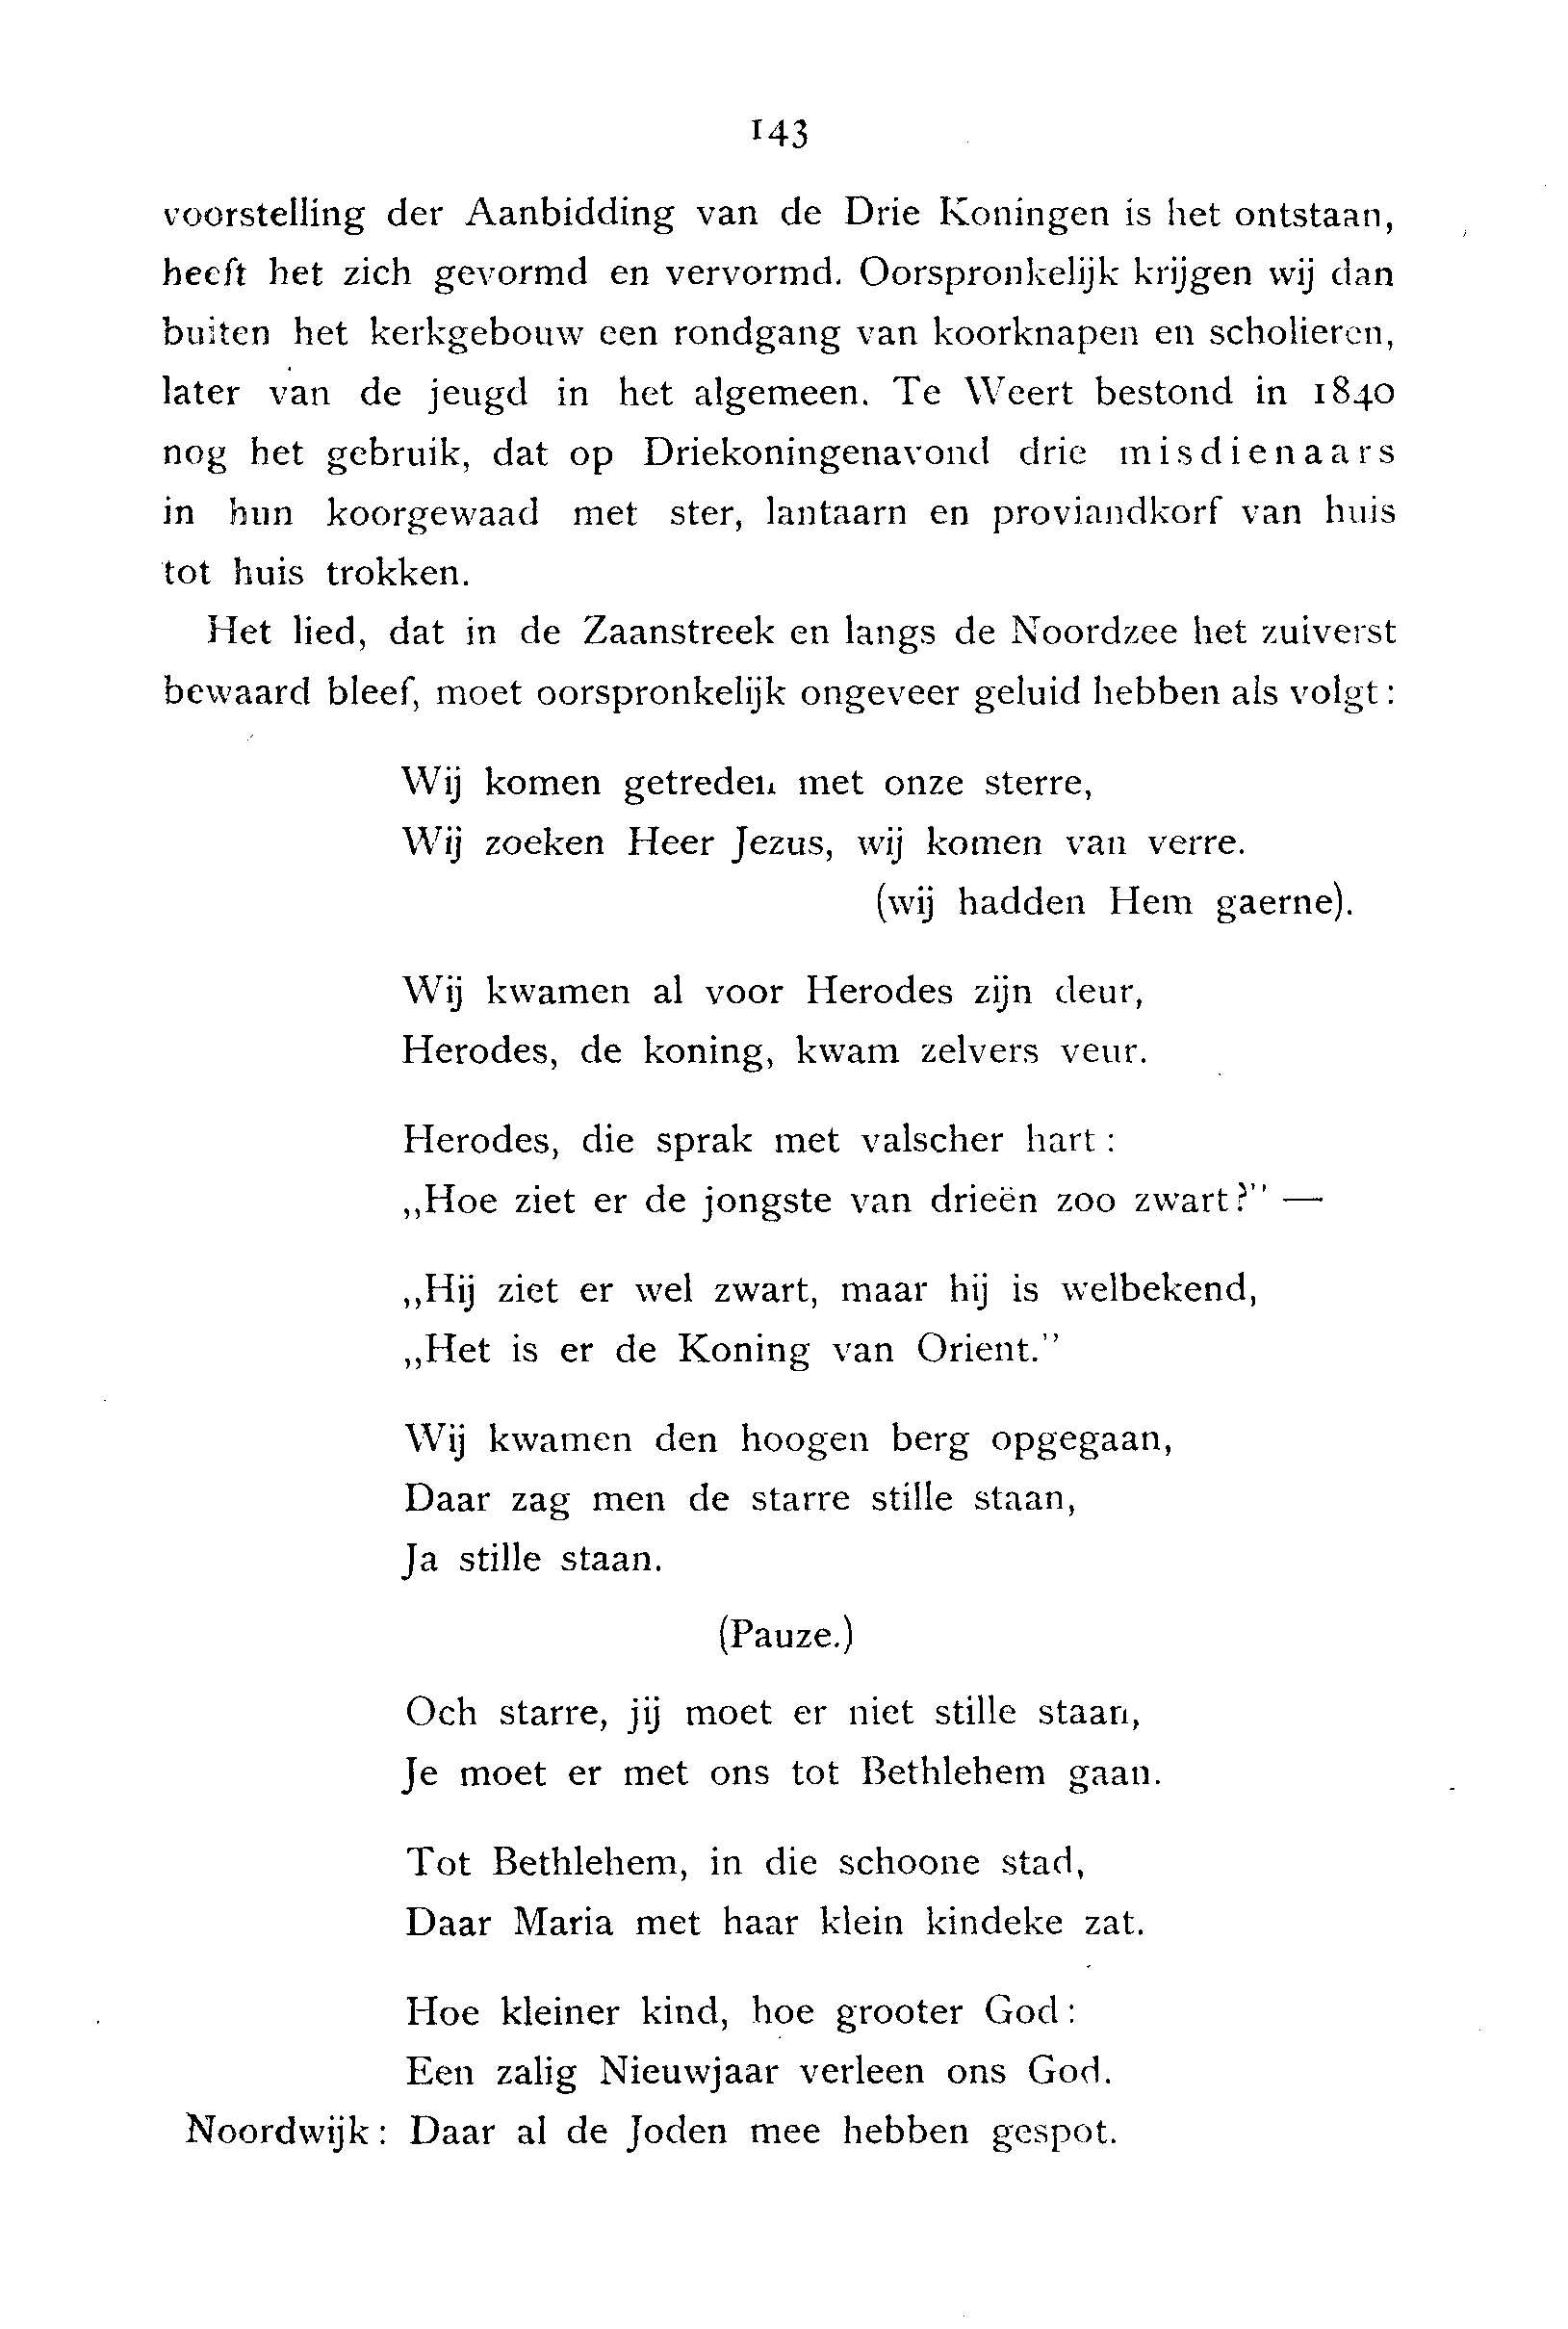 143
voorstelling der Aanbidding van de Drie Koningen is het ontstaan,
heeft het zich gevormd en vervormd. Oorspronkelijk krijgen wij dan
buiten het kerkgebouw een rondgang van koorknapen en scholieren,
later van de jeugd in het algemeen. Te Weert bestond in 1840
nog het gebruik, dat op Driekoningenavond drie misdienaars
in hun koorgewaad met ster, lantaarn en proviandkorf van huis
tot huis trokken.
Het lied, dat in de Zaanstreek en langs de Noordzee het zuiverst
bewaard bleef, moet oorspronkelijk ongeveer geluid hebben als volgt:
Wij komen getreden met onze sterre,
Wij zoeken Heer Jezus, wij komen van verre.
(wij hadden Hem gaerne).
Wij kwamen al voor Herodes zijn deur,
Herodes, de koning, kwam zelvers veur.
Herodes, die sprak met valscher hart:
„Hoe ziet er de jongste van drieën zoo zwart?" —
„Hij ziet er wel zwart, maar hij is welbekend,
„Het is er de Koning van Orient."
Wij kwamen den hoogen berg opgegaan,
Daar zag men de starre stille staan,
Ja stille staan.
(Pauze.)
Och starre, jij moet er niet stille staan,
Je moet er met ons tot Bethlehem gaan.
Tot Bethlehem, in die schoone stad,
Daar Maria met haar klein kindeke zat.
Hoe kleiner kind, hoe grooter God:
Een zalig Nieuwjaar verleen ons God.
Noordwijk: Daar al de Joden mee hebben gespot.